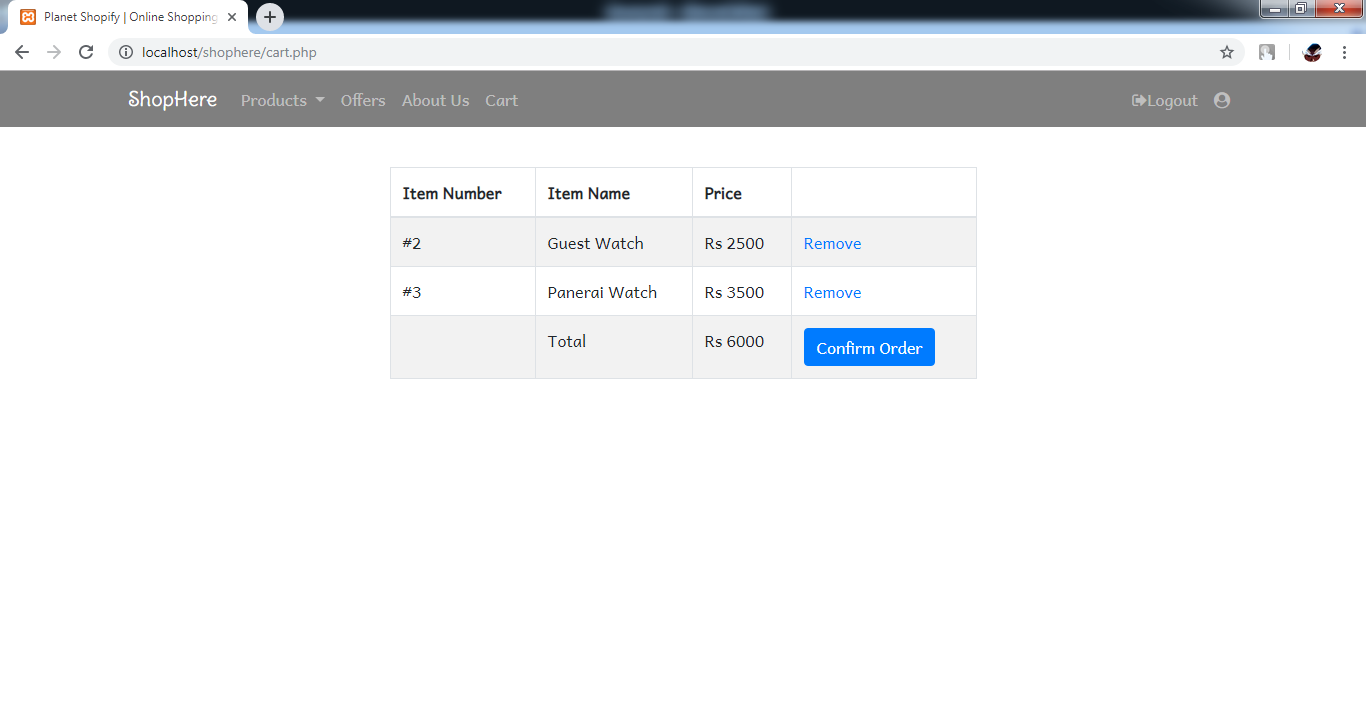 Planet Shopify | Online Shopping
localhost/shophere/cart.php
ShopHere Products Offers About Us Cart Logout
Item Number Item Name Price
#2 Guest Watch Rs 2500 Remove
#3 Panerai Watch Rs 3500 Remove
Total Rs 6000 Confirm Order